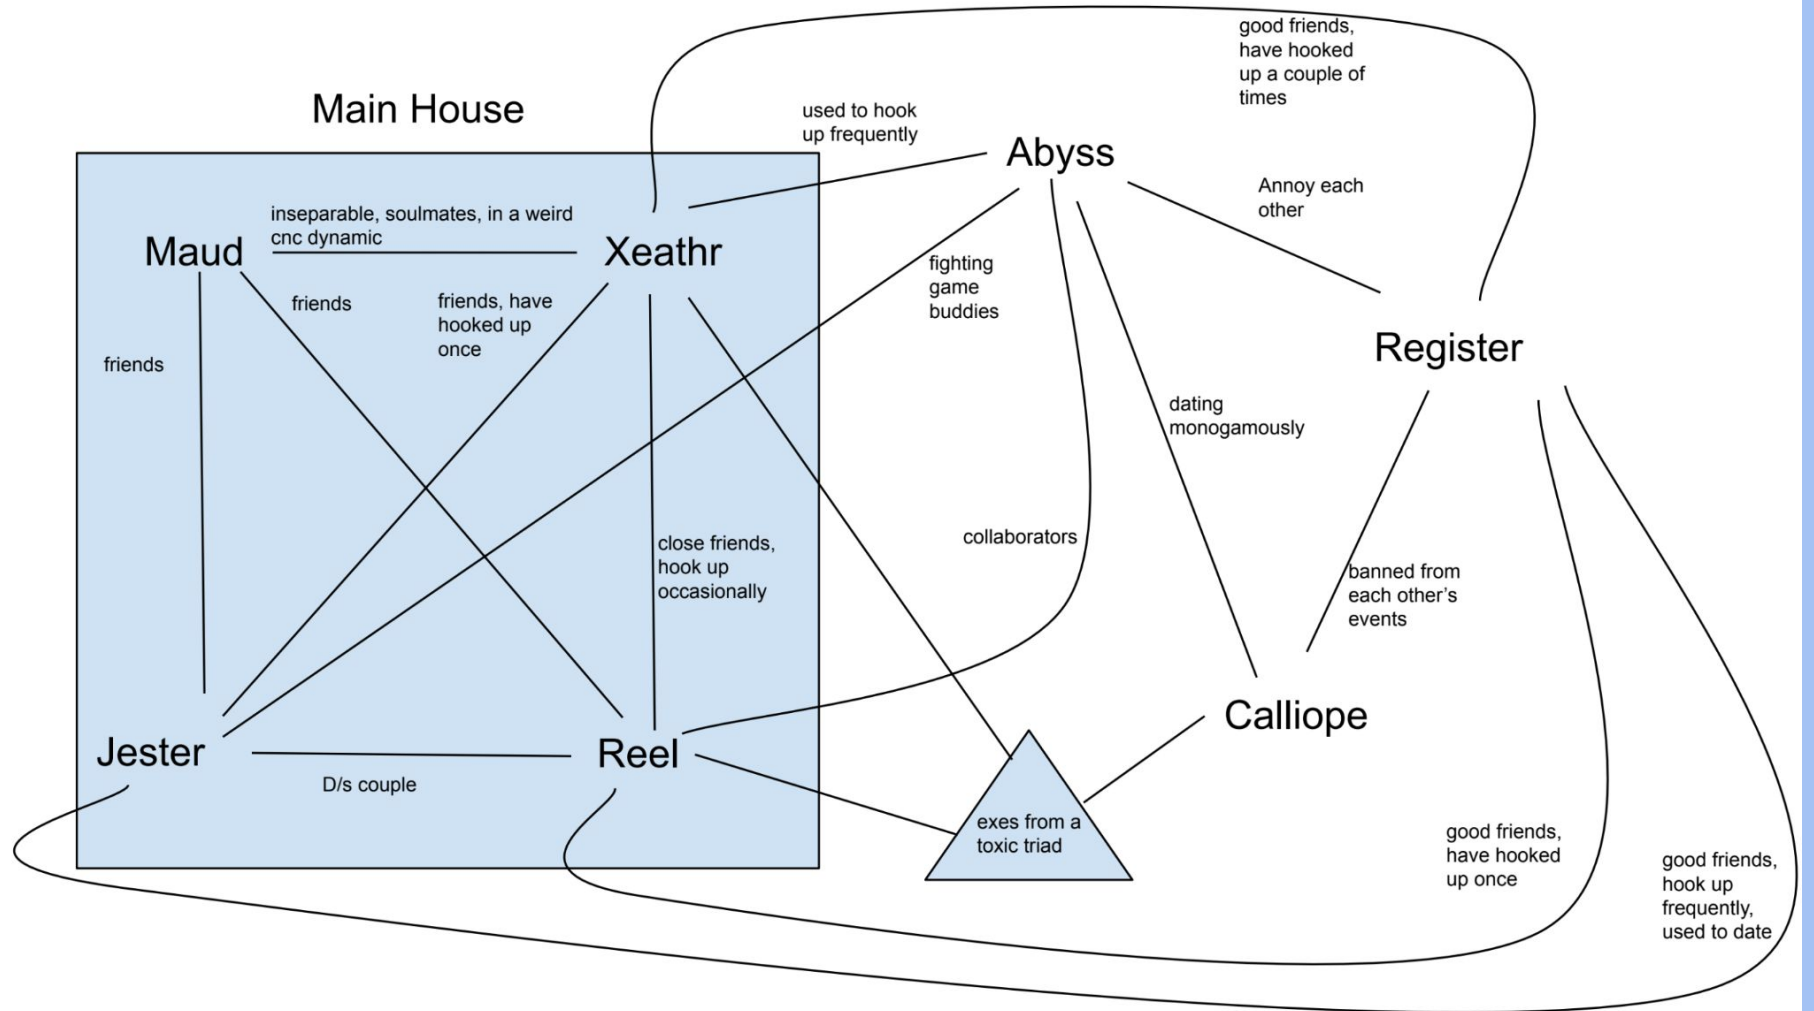 good friends,
have hooked
up a couple of
times
Main House
used to hook
up frequently
Abyss
Annoy each
other
inseparable, soulmates, in a weird
cnc dynamic
Maud
Xeathr
fighting
game
buddies
friends
friends, have
hooked up
once
Register
friends
dating
monogamously
close friends,
hook up
occasionally
collaborators
banned from
each other’s
events
Calliope
Jester
Reel
D/s couple
exes from a
toxic triad
good friends,
have hooked
up once
good friends,
hook up
frequently,
used to date